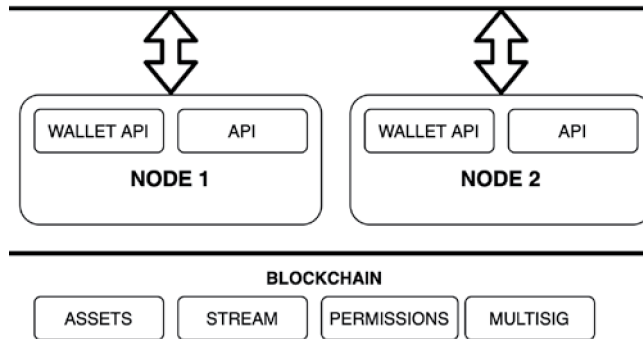 WALLET API API WALLET API API
NODE 1 NODE 2
BLOCKCHAIN
ASSETS STREAM PERMISSIONS MULTISIG